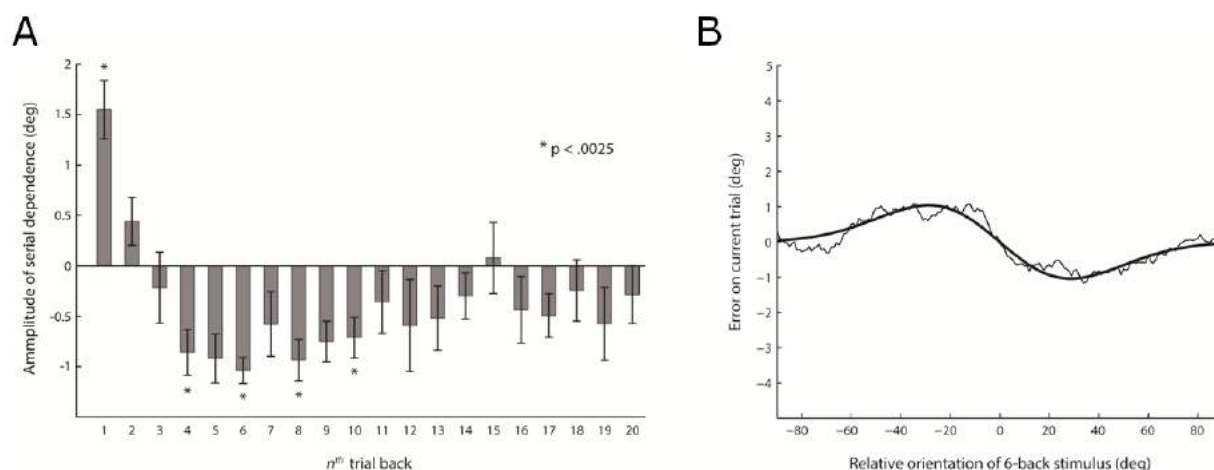 A
Ammplitude of serial dependence (deg)
2
1.5
1
0.5
0
-0.5
-1
*
* p < .0025
* * * *
1 2 3 4 5 6 7 8 9 10 11 12 13 14 15 16 17 18 19 20
nth trial back
B
Error on current trial (deg)
5
4
3
2
1
0
−1
−2
−3
−4
−80 −60 −40 −20 0 20 40 60 80
Relative orientation of 6-back stimulus (deg)